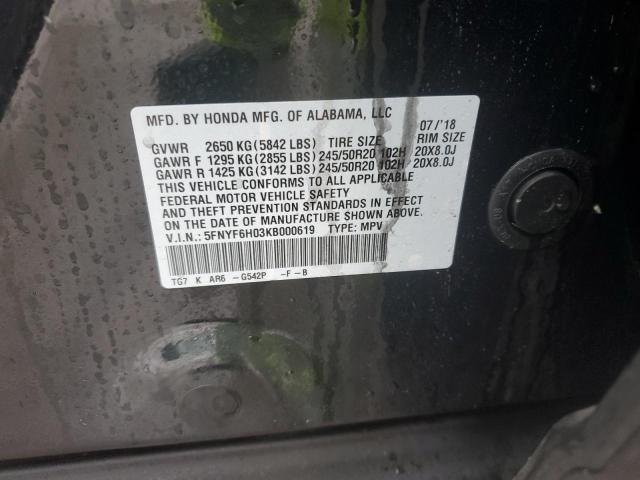 MFD. BY HONDA MFG. OF ALABAMA, LLC 07/'18
GVWR 2650 KG (5842 LBS) TIRE SIZE RIM SIZE
GAWR F 1295 KG (2855 LBS) 245/50R20 102H 20X8.0J
GAWR R 1425 KG (3142 LBS) 245/50R20 102H 20X8.0J
THIS VEHICLE CONFORMS TO ALL APPLICABLE
FEDERAL MOTOR VEHICLE SAFETY
AND THEFT PREVENTION STANDARDS IN EFFECT
ON THE DATE OF MANUFACTURE SHOWN ABOVE.
V.I.N.: 5FNYF6H03KB000619 TYPE: MPV
TG7 K AR6 -G542P -F-B